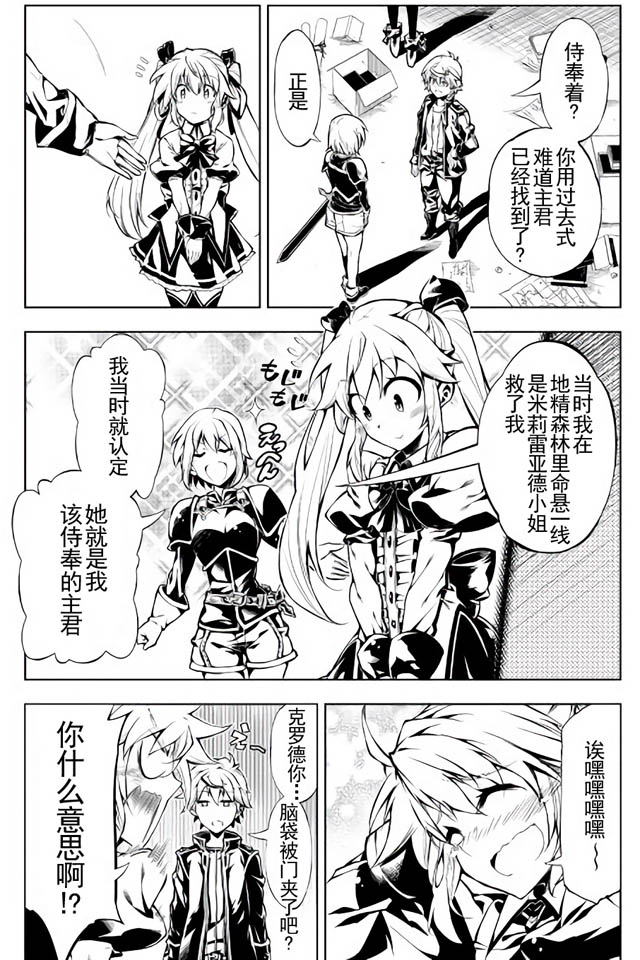 侍奉着？
你用过去式
难道主君
已经找到了？
正是
当时我在
地精森林里命悬一线
是米莉雷亚德小姐
救了我
もじ
もじ
えっへん
我当时就认定
她就是我
该侍奉的主君
诶嘿嘿嘿嘿～
克罗德你…
脑袋被门夹了吧？
你什么意思啊!?